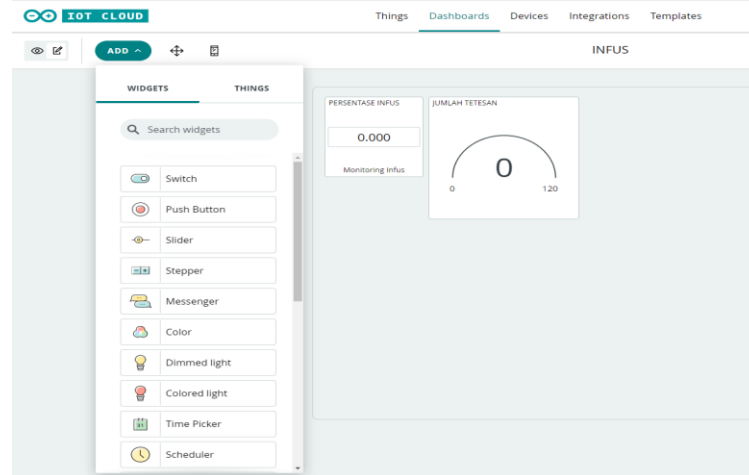 IOT CLOUD
Things Dashboards Devices Integrations Templates
ADD
INFUS
WIDGETS THINGS
Search widgets
Switch
Push Button
Slider
Stepper
Messenger
Color
Dimmed light
Colored light
Time Picker
Scheduler
PERSENTASE INFUS
0.000
Monitoring Infus
JUMLAH TETESAN
0
0 120